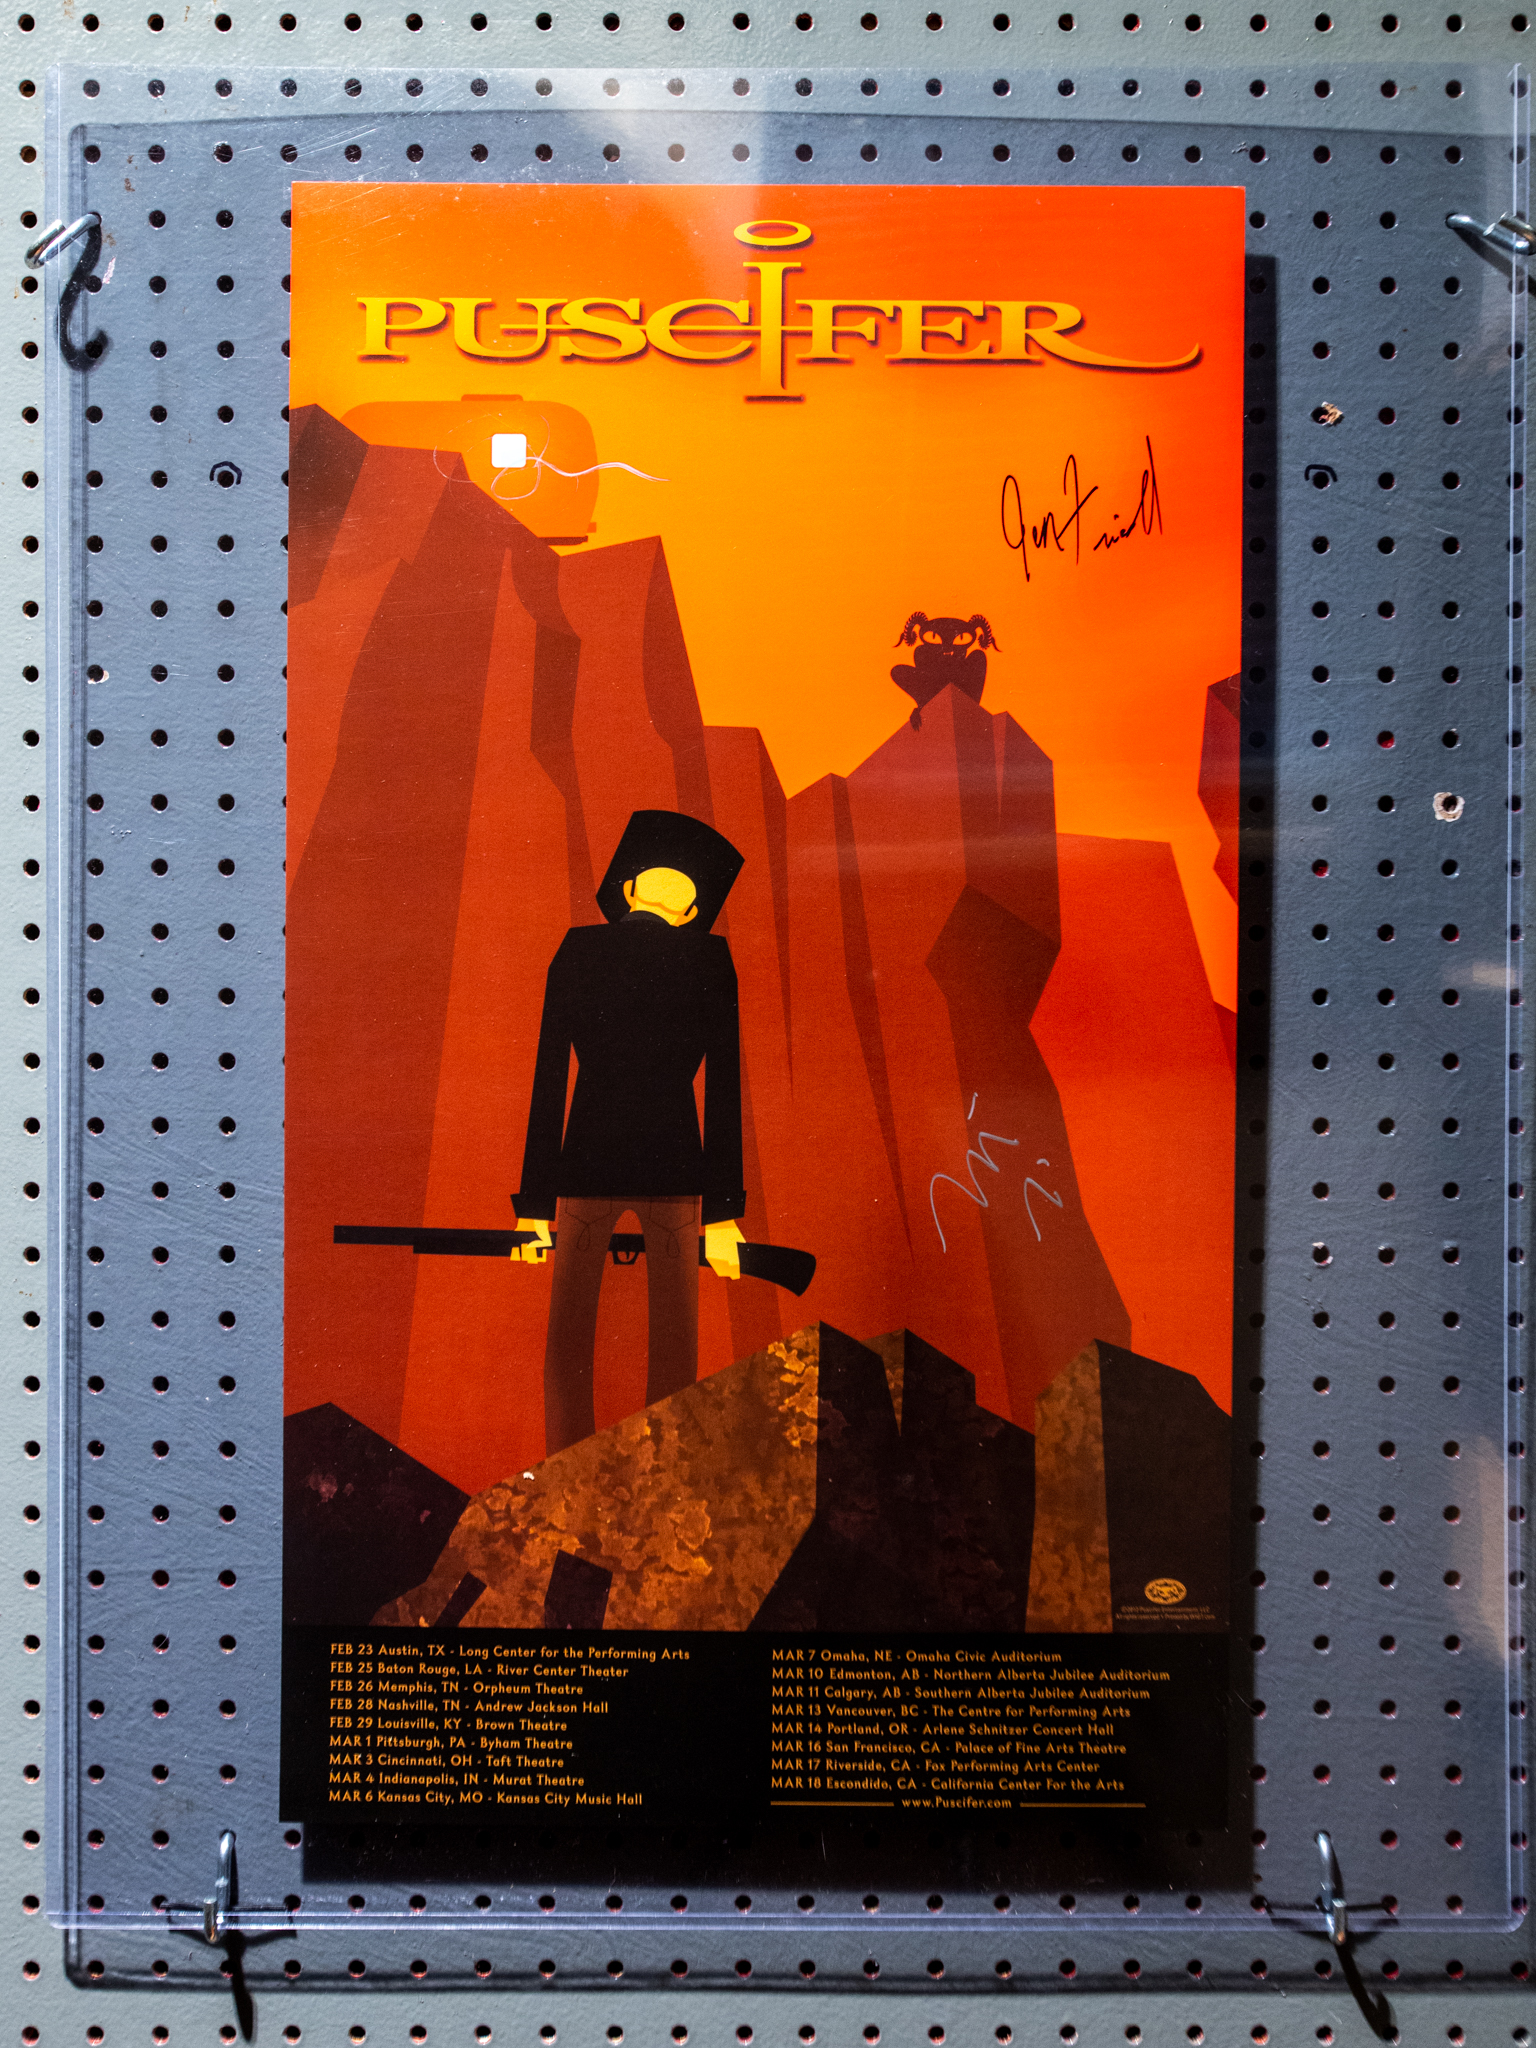 PUSCIFER
FEB 23 Austin, TX - Long Center for the Performing Arts
FEB 25 Baton Rouge, LA - River Center Theater
FEB 26 Memphis, TN - Orpheum Theatre
FEB 28 Nashville, TN - Andrew Jackson Hall
FEB 29 Louisville, KY - Brown Theatre
MAR 1 Pittsburgh, PA - Byham Theatre
MAR 3 Cincinnati, OH - Taft Theatre
MAR 4 Indianapolis, IN - Murat Theatre
MAR 6 Kansas City, MO - Kansas City Music Hall
MAR 7 Omaha, NE - Omaha Civic Auditorium
MAR 10 Edmonton, AB - Northern Alberta Jubilee Auditorium
MAR 11 Calgary, AB - Southern Alberta Jubilee Auditorium
MAR 13 Vancouver, BC - The Centre for Performing Arts
MAR 14 Portland, OR - Arlene Schnitzer Concert Hall
MAR 16 San Francisco, CA - Palace of Fine Arts Theatre
MAR 17 Riverside, CA - Fox Performing Arts Center
MAR 18 Escondido, CA - California Center For the Arts
www.Puscifer.com